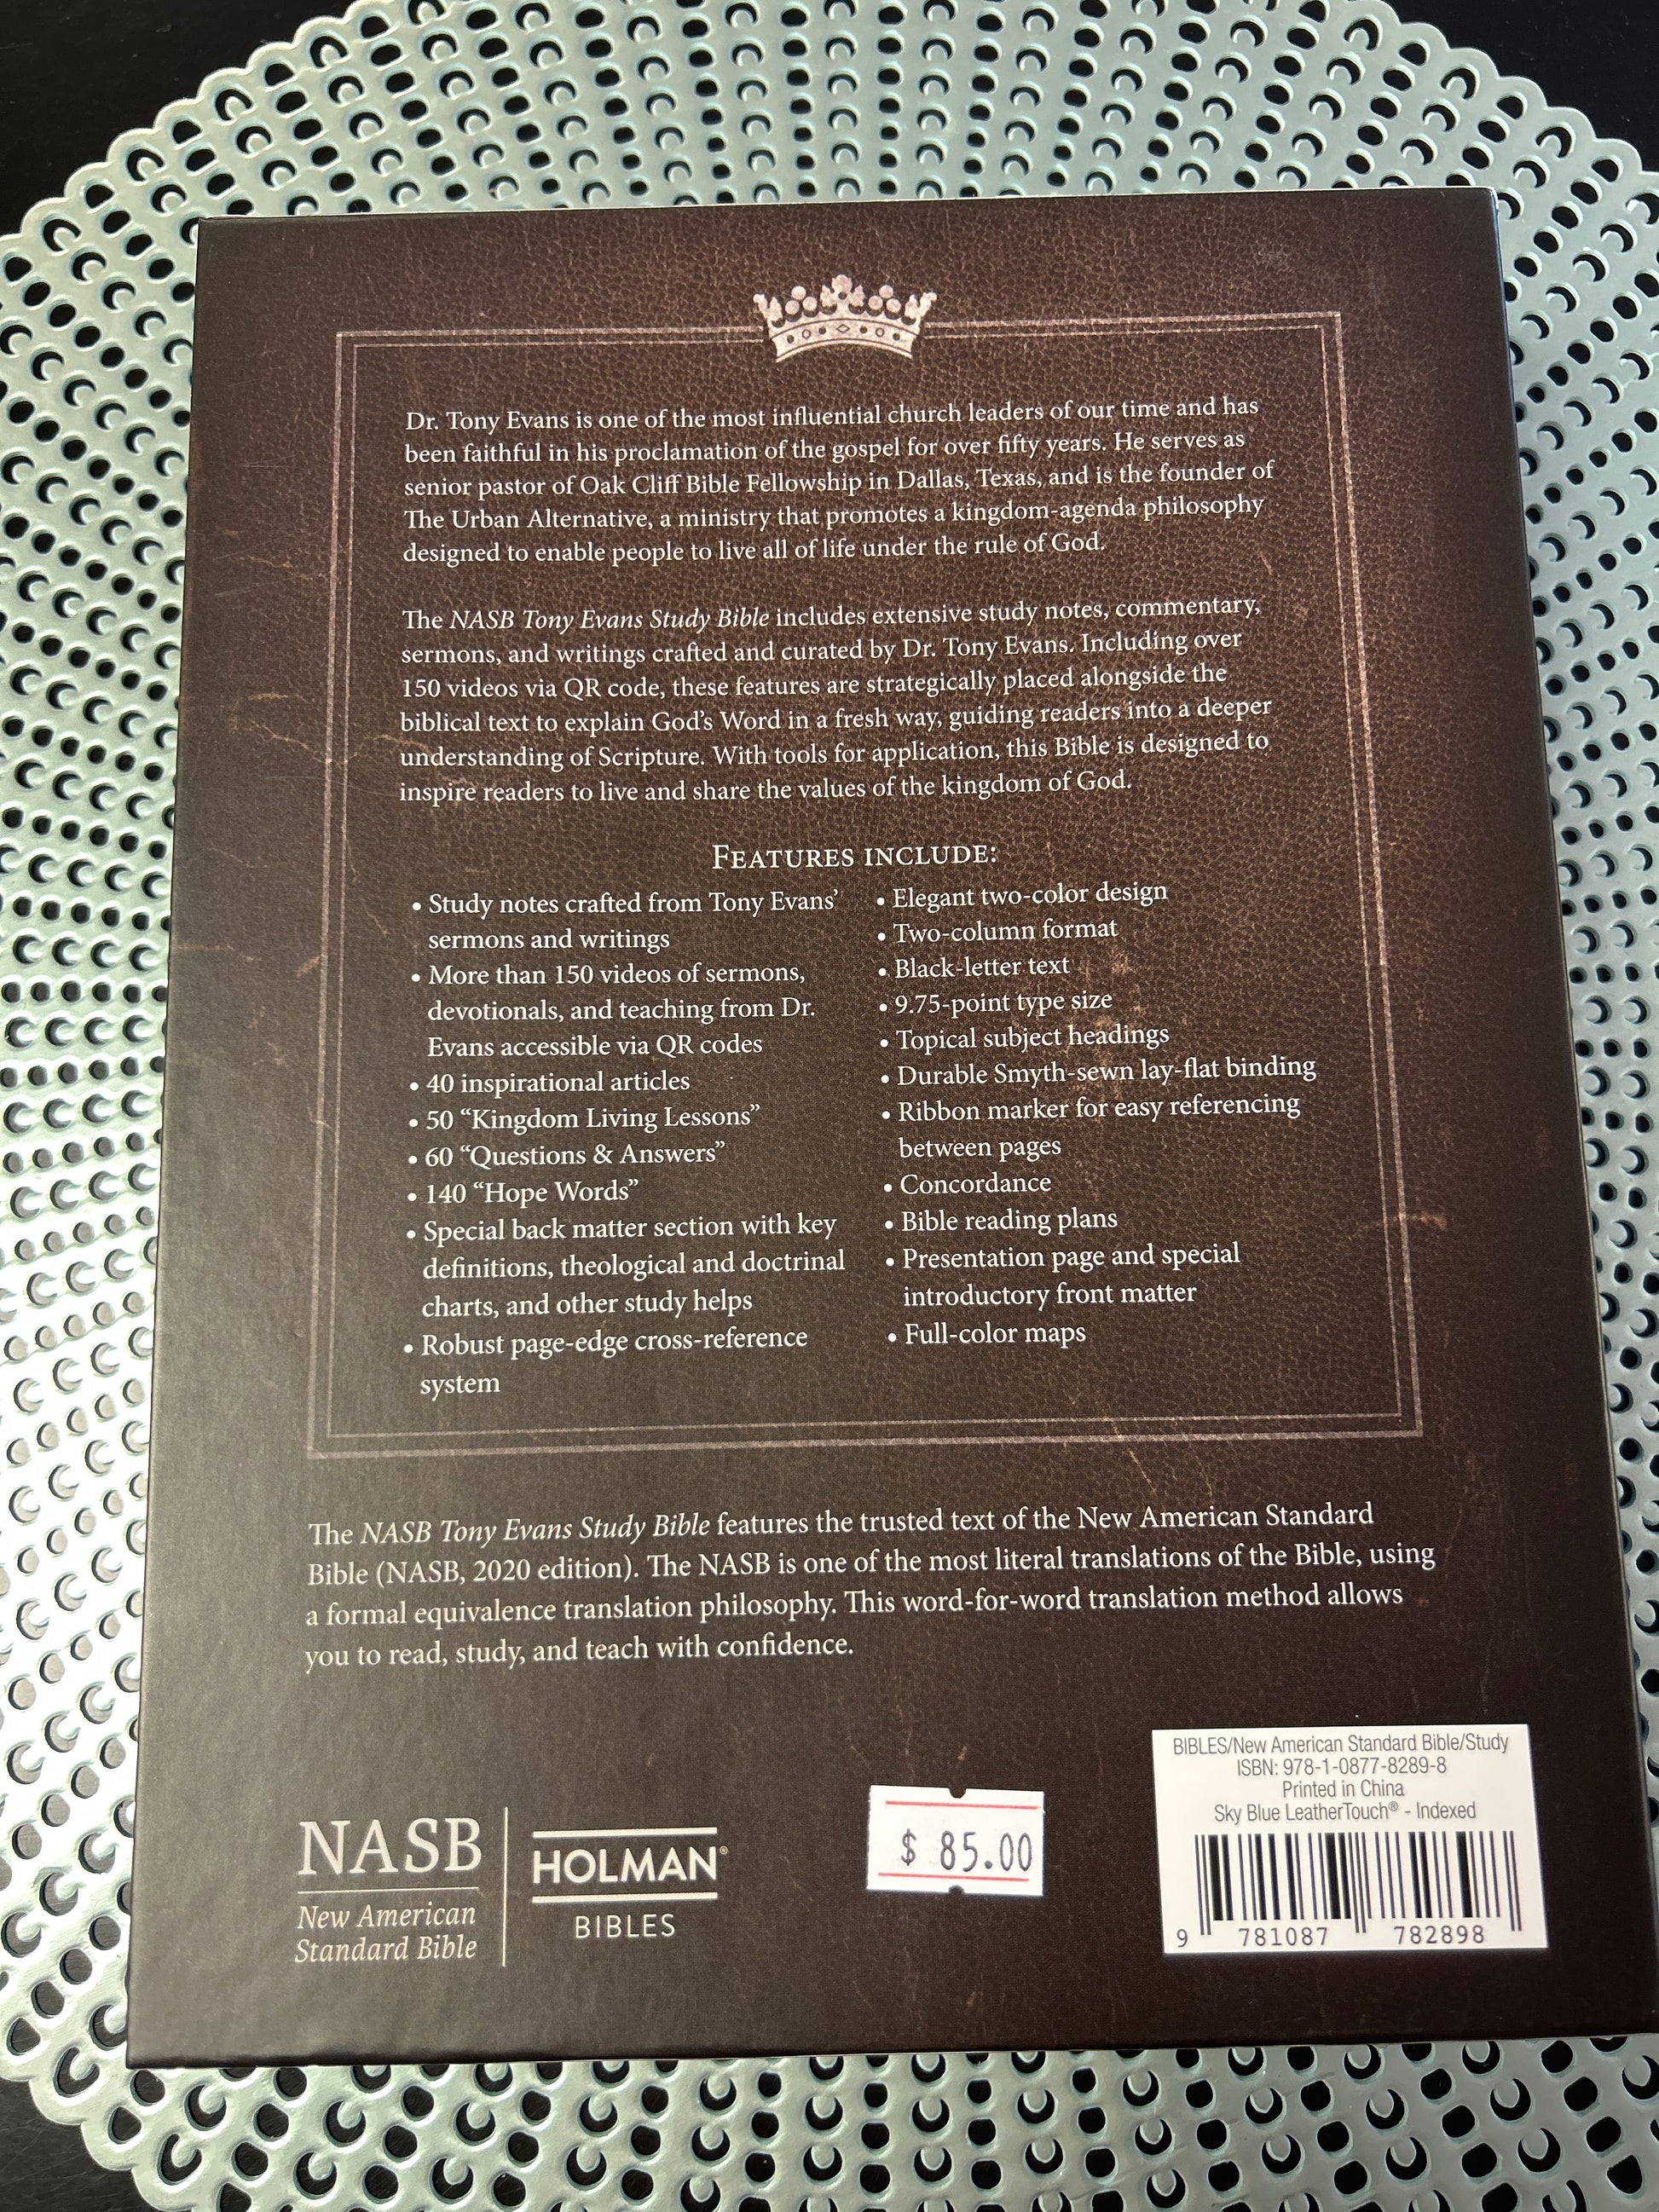 Dr. Tony Evans is one of the most influential church leaders of our time and has
been faithful in his proclamation of the gospel for over fifty years. He serves as
senior pastor of Oak Cliff Bible Fellowship in Dallas, Texas, and is the founder of
The Urban Alternative, a ministry that promotes a kingdom-agenda philosophy
designed to enable people to live all of life under the rule of God.
The NASB Tony Evans Study Bible includes extensive study notes, commentary,
sermons, and writings crafted and curated by Dr. Tony Evans. Including over
150 videos via QR code, these features are strategically placed alongside the
biblical text to explain God's Word in a fresh way, guiding readers into a deeper
understanding of Scripture. With tools for application, this Bible is designed to
inspire readers to live and share the values of the kingdom of God.
FEATURES INCLUDE:
• Study notes crafted from Tony Evans'
sermons and writings
• More than 150 videos of sermons,
devotionals, and teaching from Dr.
Evans accessible via QR codes
• 40 inspirational articles
• 50 “Kingdom Living Lessons”
• 60 “Questions & Answers”
• 140 “Hope Words”
• Special back matter section with key
definitions, theological and doctrinal
charts, and other study helps
• Robust page-edge cross-reference
system
• Elegant two-color design
• Two-column format
• Black-letter text
• 9.75-point type size
• Topical subject headings
• Durable Smyth-sewn lay-flat binding
• Ribbon marker for easy referencing
between pages
• Concordance
• Bible reading plans
• Presentation page and special
introductory front matter
• Full-color maps
The NASB Tony Evans Study Bible features the trusted text of the New American Standard
Bible (NASB, 2020 edition). The NASB is one of the most literal translations of the Bible, using
a formal equivalence translation philosophy. This word-for-word translation method allows
you to read, study, and teach with confidence.
NASB
New American
Standard Bible
HOLMAN®
BIBLES
$ 85.00
BIBLES/New American Standard Bible/Study
ISBN: 978-1-0877-8289-8
Printed in China
Sky Blue LeatherTouch® - Indexed
9 781087 782898